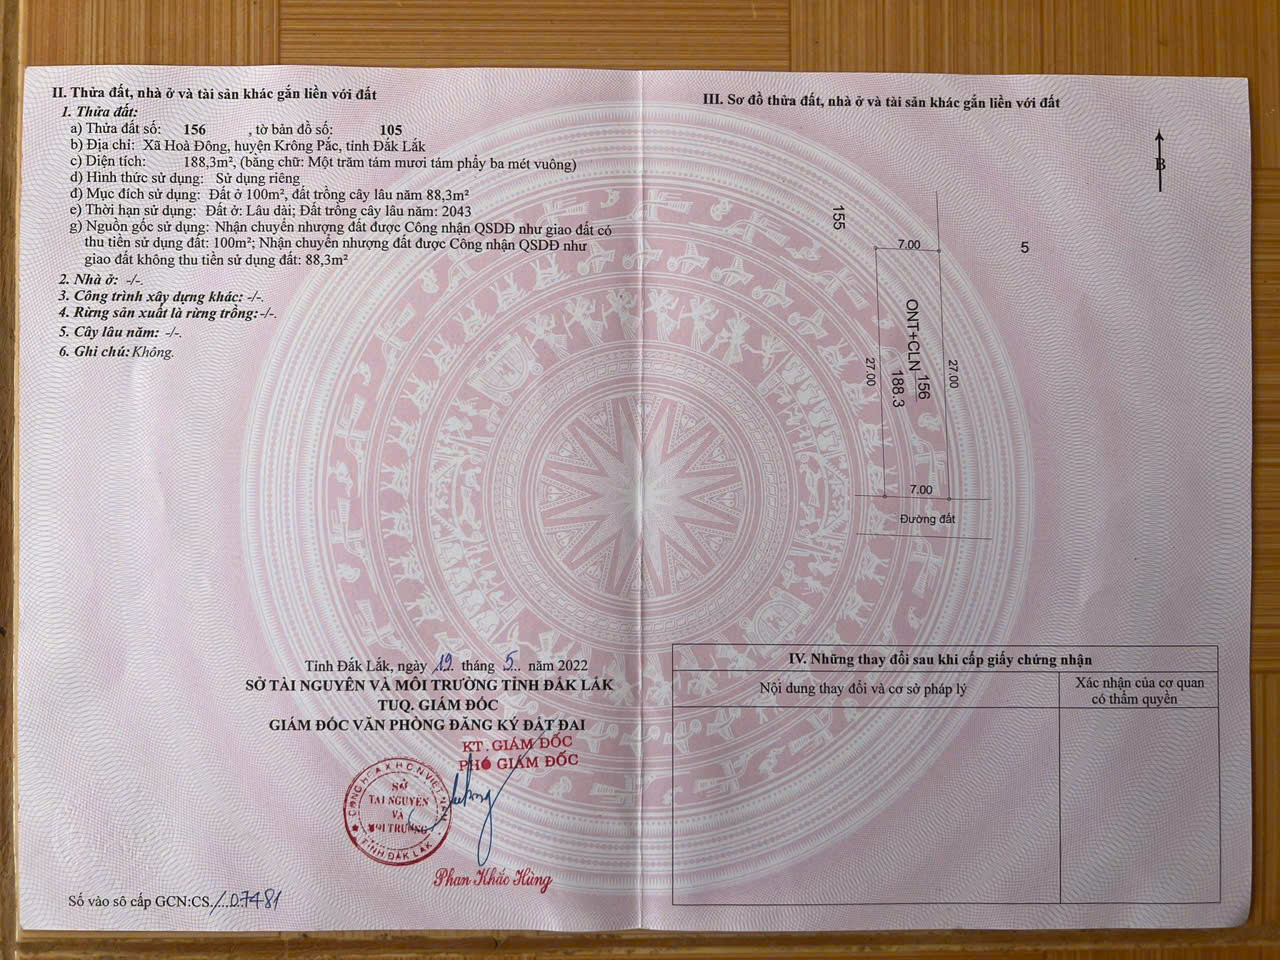 II. Thửa đất, nhà ở và tài sản khác gắn liền với đất
1. Thửa đất:
a) Thửa đất số: 156 , tờ bản đồ số: 105
b) Địa chỉ: Xã Hoà Đông, huyện Krông Pắc, tỉnh Đắk Lắk
c) Diện tích: 188,3m², (bằng chữ: Một trăm tám mươi tám phẩy ba mét vuông)
d) Hình thức sử dụng: Sử dụng riêng
đ) Mục đích sử dụng: Đất ở 100m², đất trồng cây lâu năm 88,3m²
e) Thời hạn sử dụng: Đất ở: Lâu dài; Đất trồng cây lâu năm: 2043
g) Nguồn gốc sử dụng: Nhận chuyển nhượng đất được Công nhận QSDĐ như giao đất có
thu tiền sử dụng đất: 100m²; Nhận chuyển nhượng đất được Công nhận QSDĐ như
giao đất không thu tiền sử dụng đất: 88,3m²
2. Nhà ở: -/-.
3. Công trình xây dựng khác: -/-.
4. Rừng sản xuất là rừng trồng: -/-.
5. Cây lâu năm: -/-.
6. Ghi chú: Không.
Tỉnh Đắk Lắk, ngày 19 tháng 5 năm 2022
SỞ TÀI NGUYÊN VÀ MÔI TRƯỜNG TỈNH ĐẮK LẮK
TUQ. GIÁM ĐỐC
GIÁM ĐỐC VĂN PHÒNG ĐĂNG KÝ ĐẤT ĐAI
KT. GIÁM ĐỐC
PHÓ GIÁM ĐỐC
CỘNG HÒA XHCN VIỆT NAM
SỞ
TÀI NGUYÊN
VÀ
MÔI TRƯỜNG
TỈNH ĐẮK LẮK
Phan Khắc Hùng
Số vào sổ cấp GCN:CS/...07481
III. Sơ đồ thửa đất, nhà ở và tài sản khác gắn liền với đất
B
155
7.00
5
ONT+CLN
156
188.3
27.00
27.00
7.00
Đường đất
IV. Những thay đổi sau khi cấp giấy chứng nhận
Nội dung thay đổi và cơ sở pháp lý
Xác nhận của cơ quan
có thẩm quyền